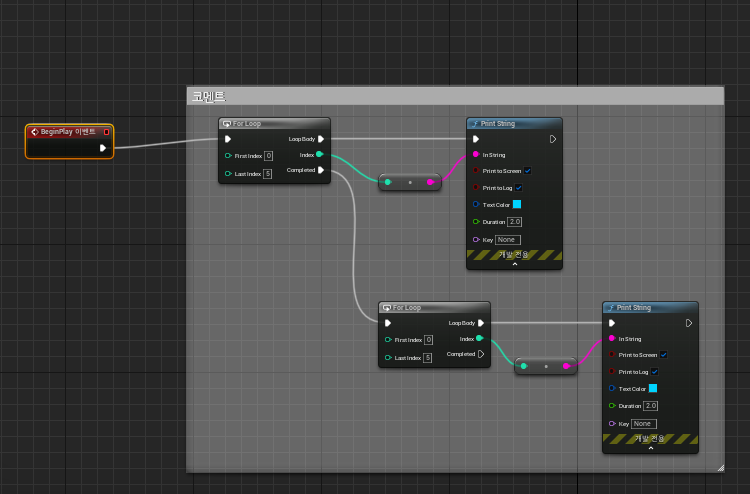 코멘트
BeginPlay 이벤트
For Loop
Loop Body
First Index 0
Index
Last Index 5
Completed
Print String
In String
Print to Screen
Print to Log
Text Color
Duration 2.0
Key None
개발 전용
For Loop
Loop Body
First Index 0
Index
Last Index 5
Completed
Print String
In String
Print to Screen
Print to Log
Text Color
Duration 2.0
Key None
개발 전용